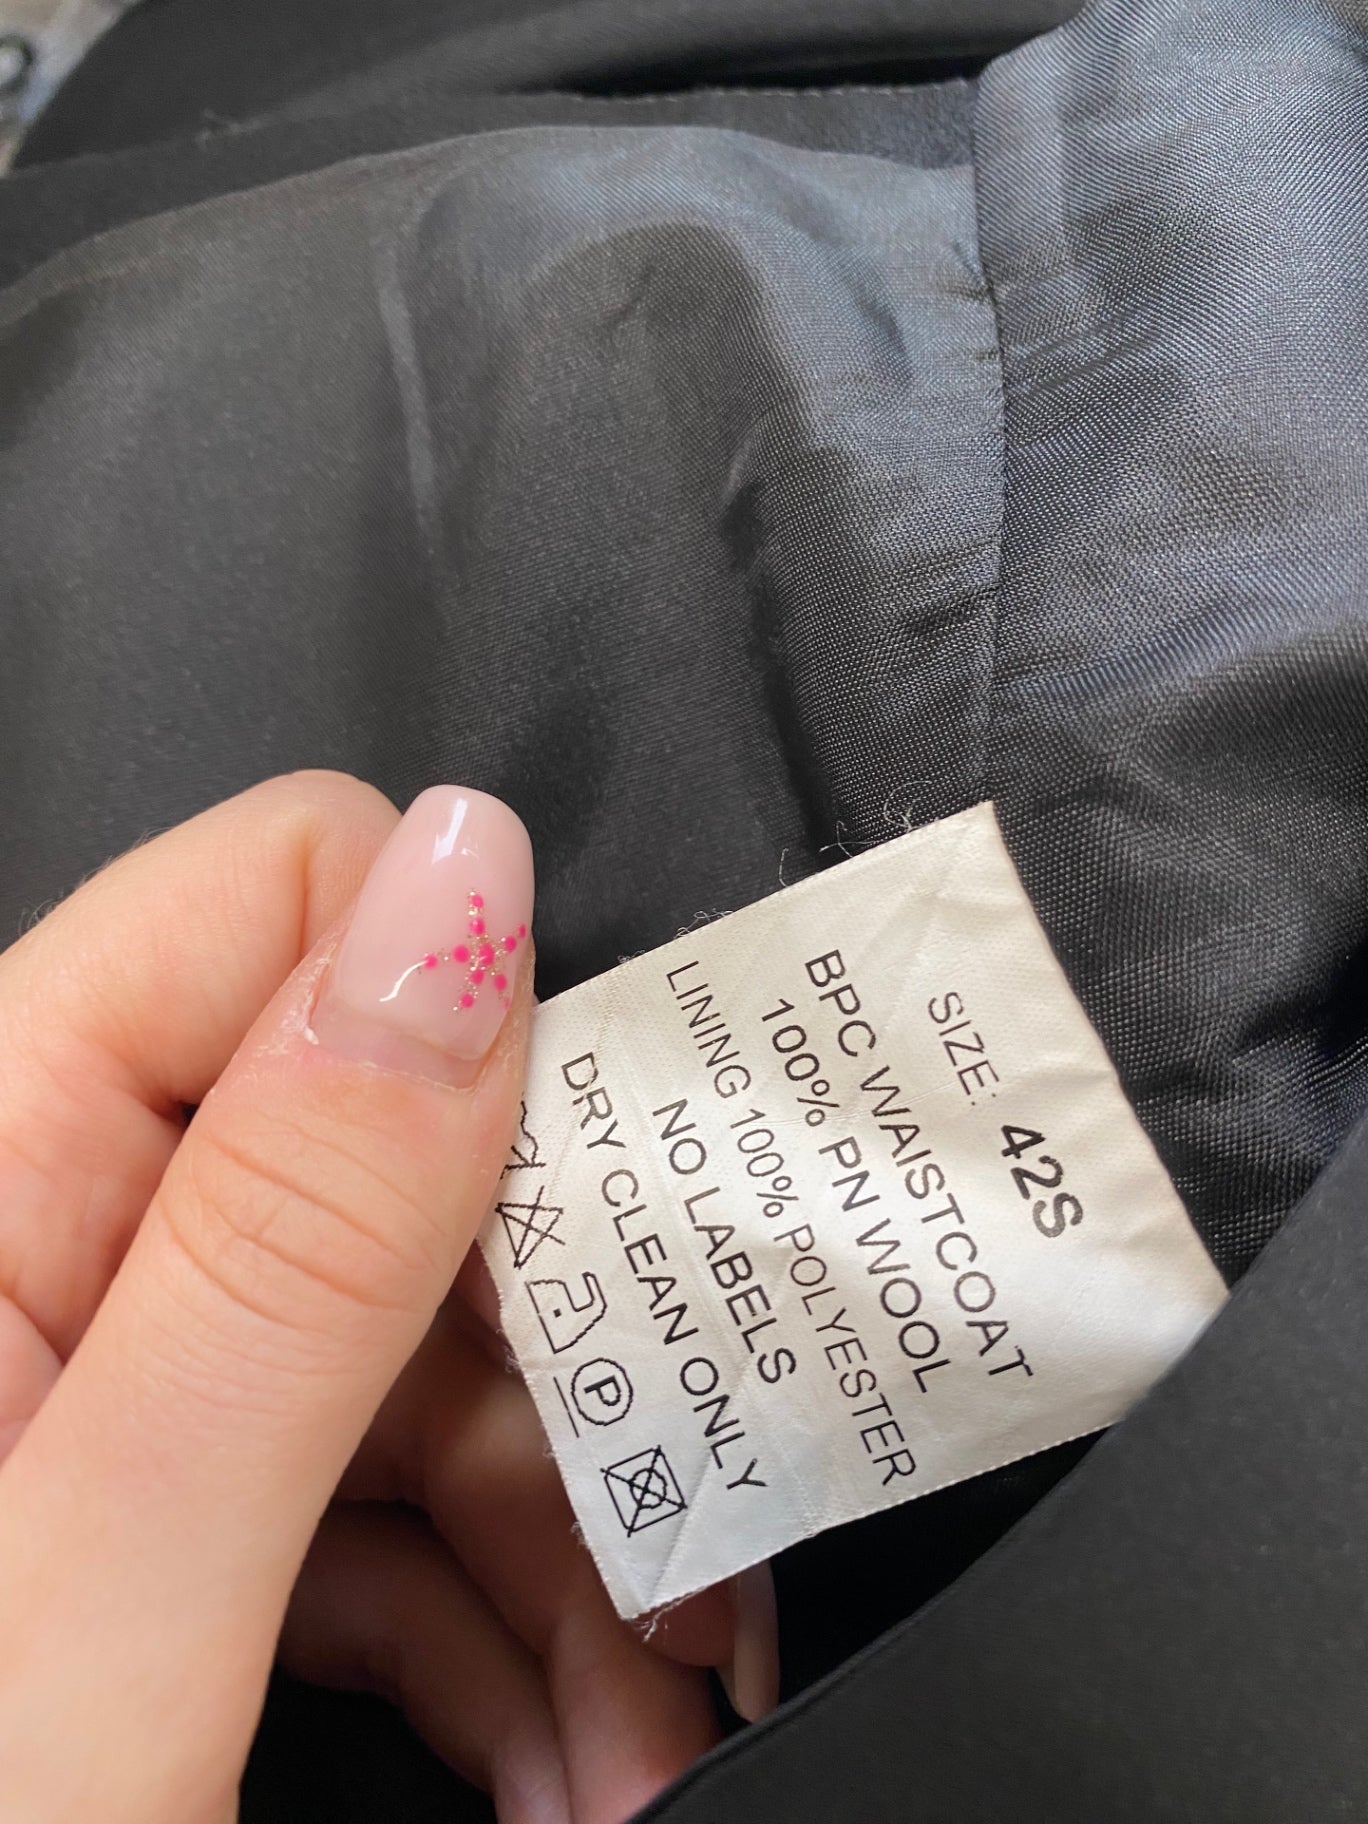 SIZE: 42S
BPC WAISTCOAT
100% PN WOOL
LINING 100% POLYESTER
NO LABELS
DRY CLEAN ONLY
P